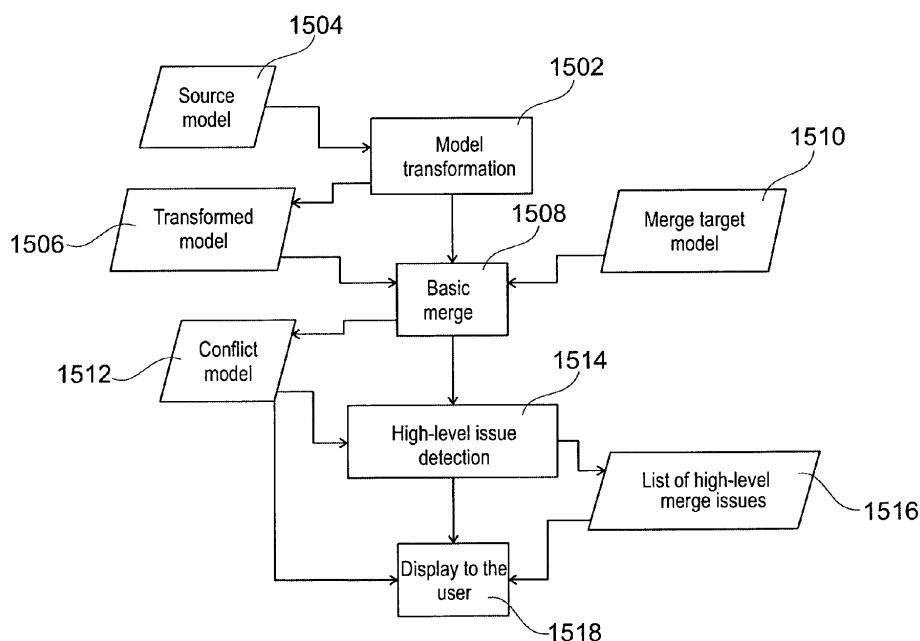 1504
Source
model
1502
Model
transformation
1510
Merge target
model
Transformed
model
1506
1508
Basic
merge
Conflict
model
1512
1514
High-level issue
detection
List of high-level
merge issues
1516
Display to the
user
1518